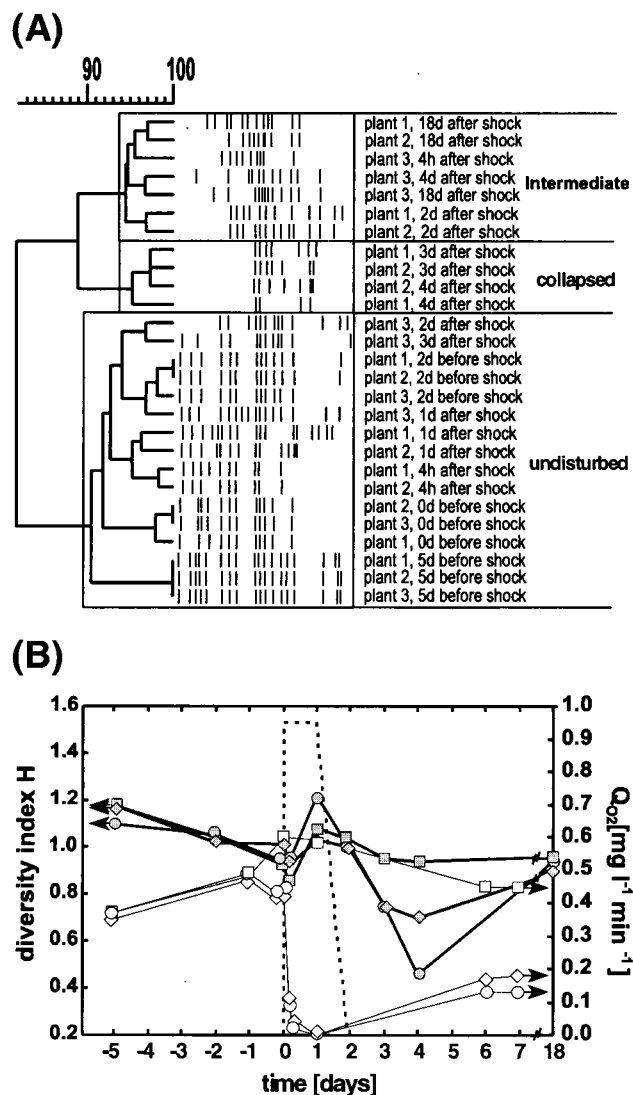 (A)
90 100
plant 1, 18d after shock
plant 2, 18d after shock
plant 3, 4h after shock
plant 3, 4d after shock
plant 3, 18d after shock
plant 1, 2d after shock
plant 2, 2d after shock
Intermediate
plant 1, 3d after shock
plant 2, 3d after shock
plant 2, 4d after shock
plant 1, 4d after shock
collapsed
plant 3, 2d after shock
plant 3, 3d after shock
plant 1, 2d before shock
plant 2, 2d before shock
plant 3, 2d before shock
plant 3, 1d after shock
plant 1, 1d after shock
plant 2, 1d after shock
plant 1, 4h after shock
plant 2, 4h after shock
plant 2, 0d before shock
plant 3, 0d before shock
plant 1, 0d before shock
plant 1, 5d before shock
plant 2, 5d before shock
plant 3, 5d before shock
undisturbed
(B)
diversity index H
1.6
1.4
1.2
1.0
0.8
0.6
0.4
0.2
1.0
0.9
0.8
0.7
0.6
0.5
0.4
0.3
0.2
0.1
0.0
Q_O2[mg l⁻¹ min⁻¹]
-5 -4 -3 -2 -1 0 1 2 3 4 5 6 7 18
time [days]